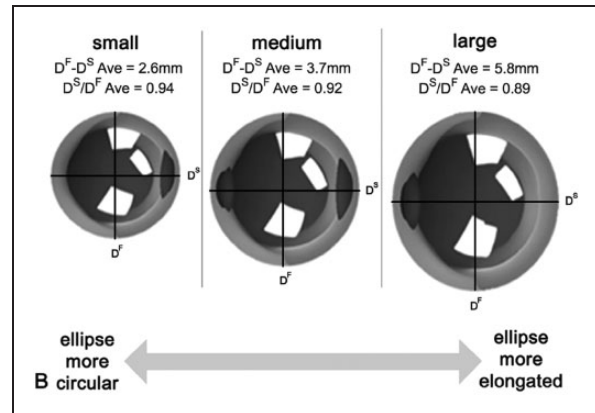 small
D^F-D^S Ave = 2.6mm
D^S/D^F Ave = 0.94
medium
D^F-D^S Ave = 3.7mm
D^S/D^F Ave = 0.92
large
D^F-D^S Ave = 5.8mm
D^S/D^F Ave = 0.89
D^S
D^F
D^S
D^F
D^S
D^F
ellipse
more
circular
B
ellipse
more
elongated